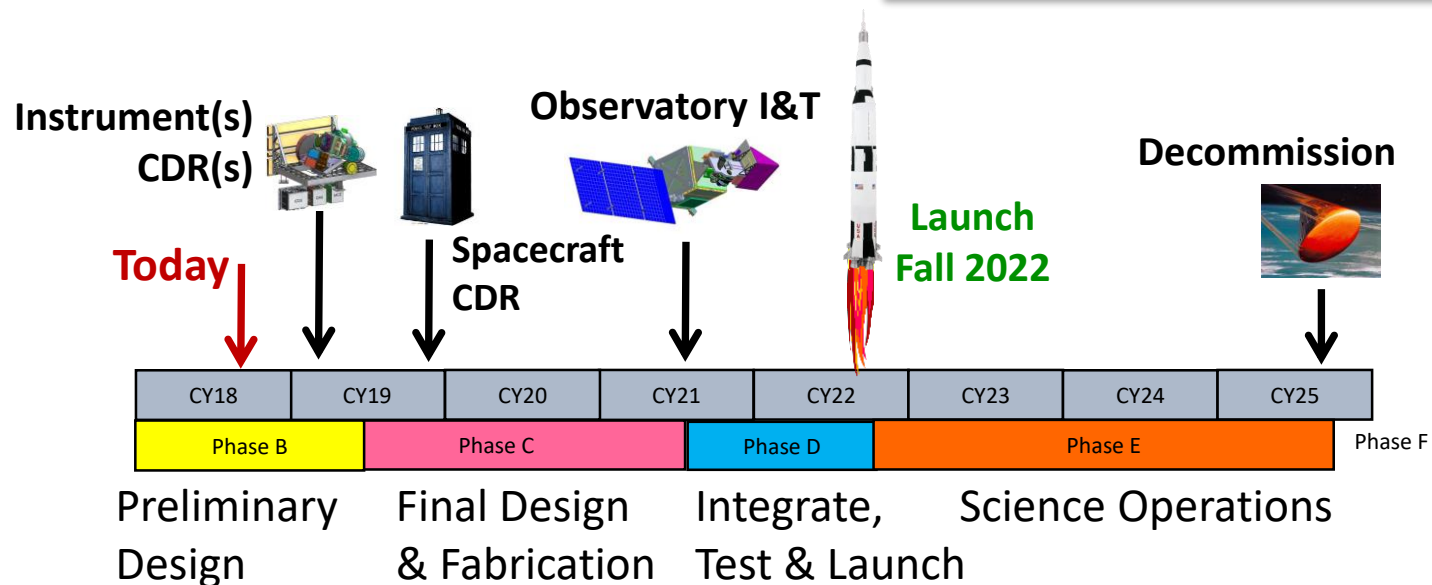 Instrument(s)
CDR(s)
Observatory I&T
Decommission
Today
Spacecraft
CDR
Launch
Fall 2022
CY18
CY19
CY20
CY21
CY22
CY23
CY24
CY25
Phase B
Phase C
Phase D
Phase E
Phase F
Preliminary
Design
Final Design
& Fabrication
Integrate,
Test & Launch
Science Operations